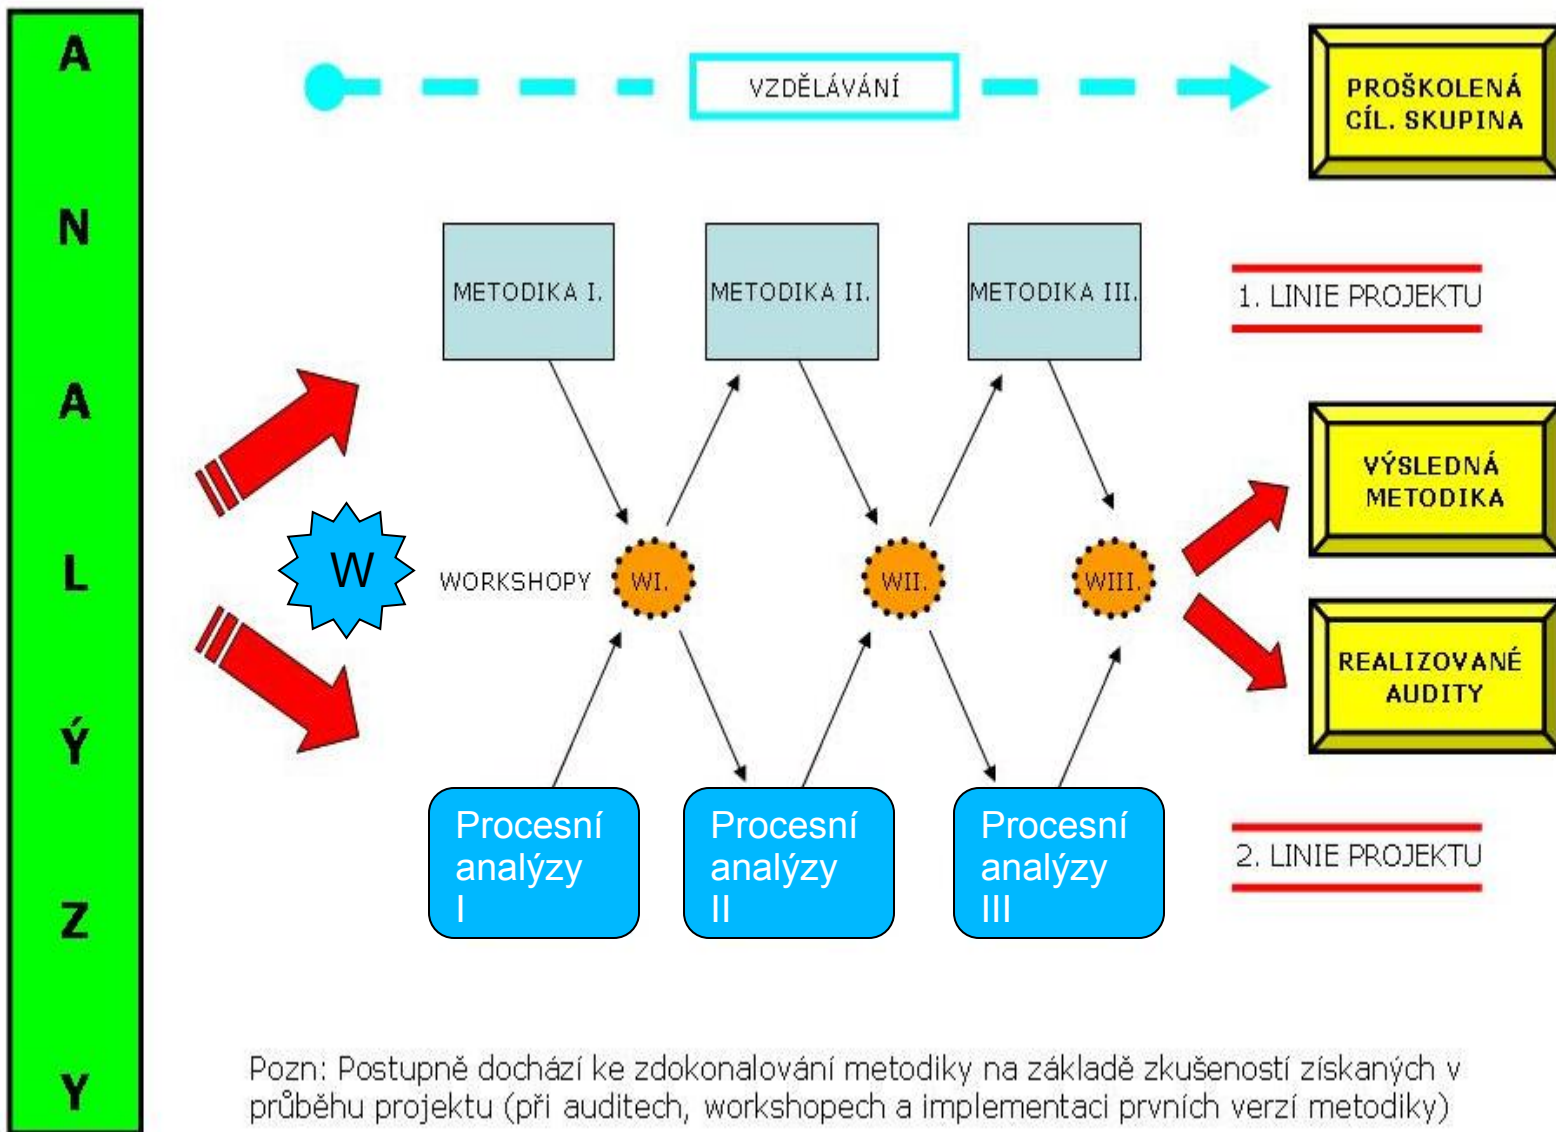 A
N
A
L
Ý
Z
Y
VZDĚLÁVÁNÍ
PROŠKOLENÁ
CÍL. SKUPINA
METODIKA I.
METODIKA II.
METODIKA III.
1. LINIE PROJEKTU
VÝSLEDNÁ
METODIKA
W
WORKSHOPY
WI.
WII.
WIII.
REALIZOVANÉ
AUDITY
Procesní
analýzy
I
Procesní
analýzy
II
Procesní
analýzy
III
2. LINIE PROJEKTU
Pozn: Postupně dochází ke zdokonalování metodiky na základě zkušeností získaných v
průběhu projektu (při auditech, workshopech a implementaci prvních verzí metodiky)